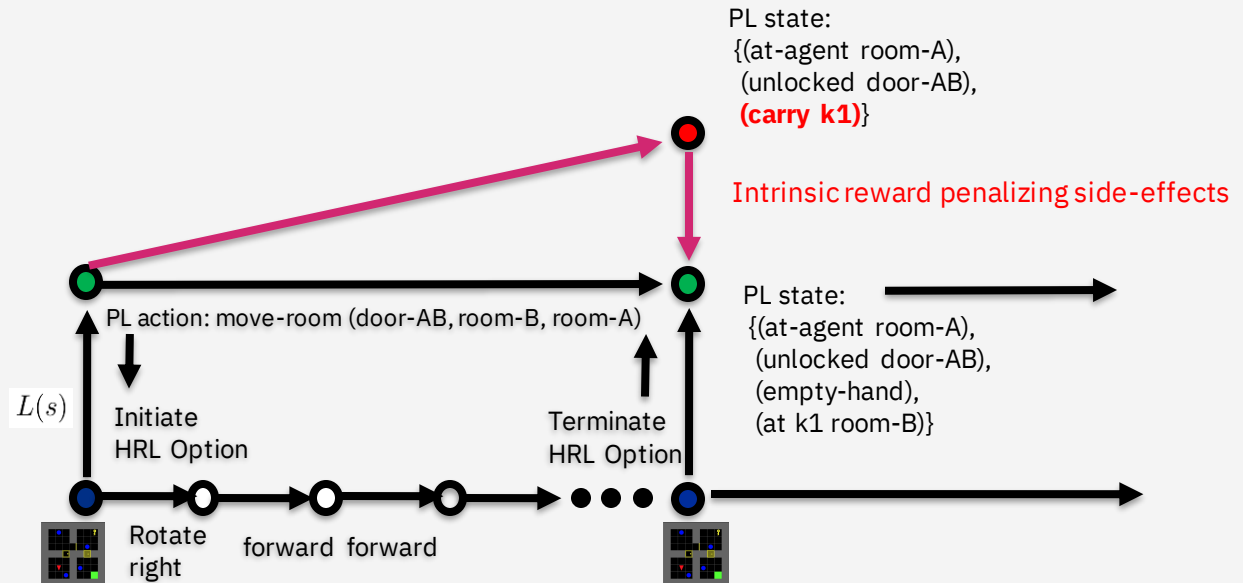 PL state:
{(at-agent room-A),
(unlocked door-AB),
(carry k1)}
Intrinsic reward penalizing side-effects
PL action: move-room (door-AB, room-B, room-A)
PL state:
{(at-agent room-A),
(unlocked door-AB),
(empty-hand),
(at k1 room-B)}
L(s)
Initiate
HRL Option
Terminate
HRL Option
Rotate
right
forward forward